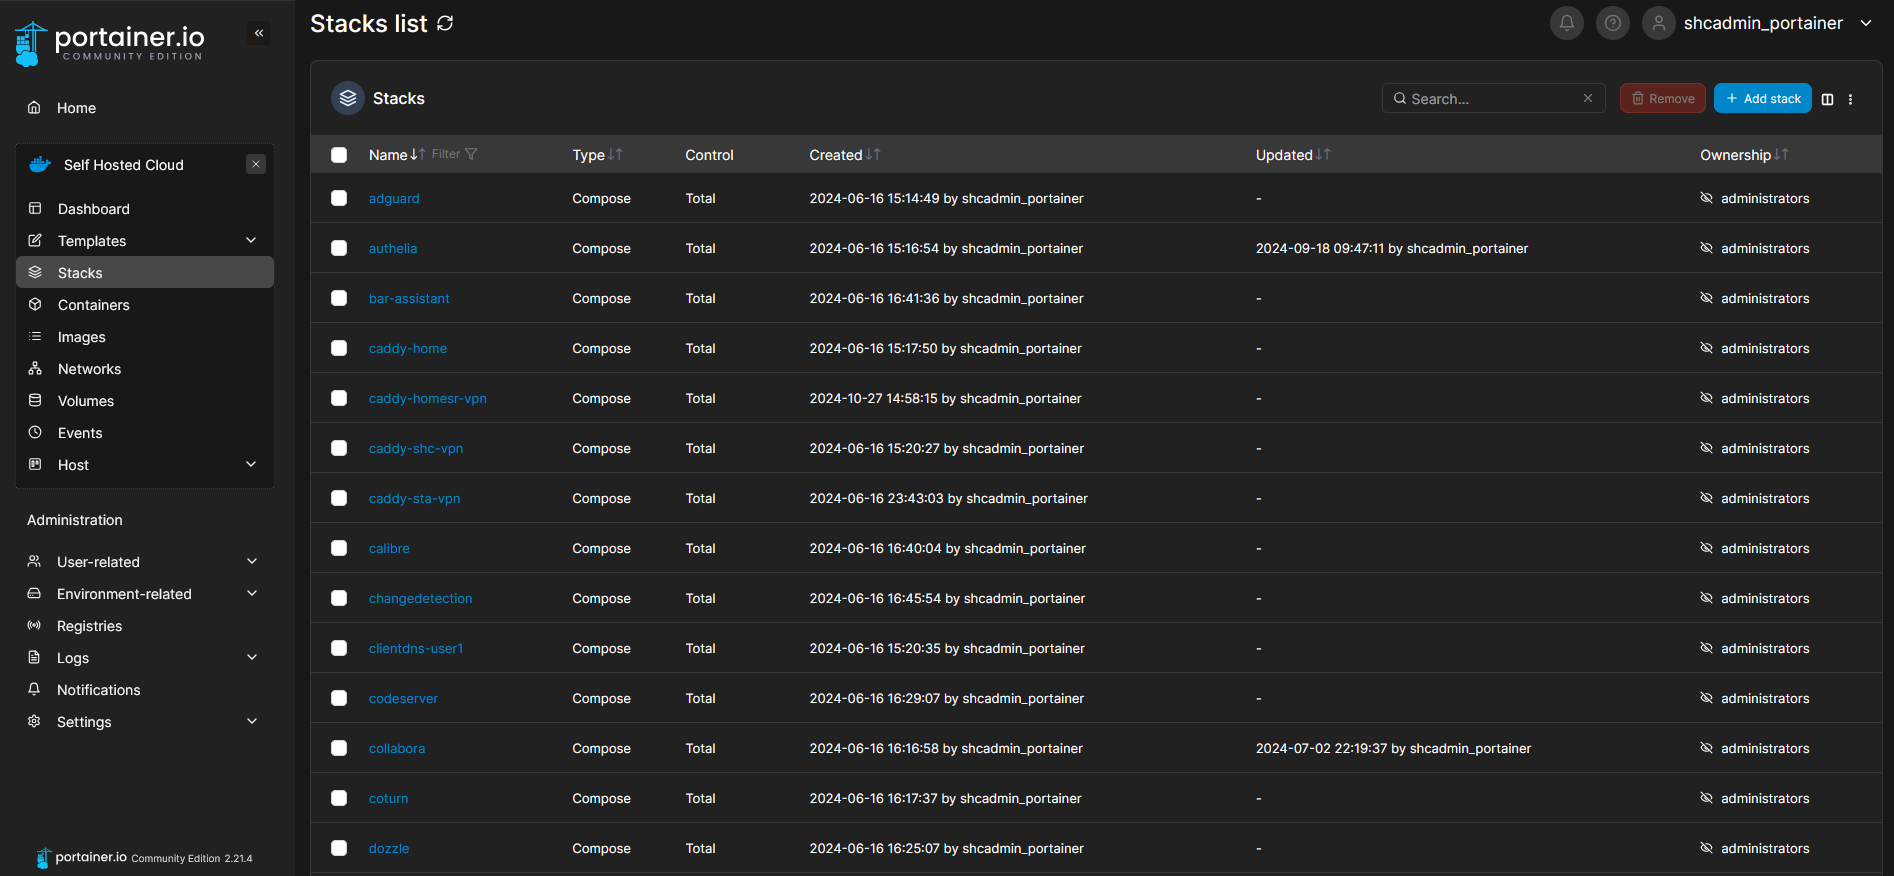 portainer.io
COMMUNITY EDITION
«
Home
Self Hosted Cloud
Dashboard
Templates
Stacks
Containers
Images
Networks
Volumes
Events
Host
Administration
User-related
Environment-related
Registries
Logs
Notifications
Settings
portainer.io Community Edition 2.21.4
Stacks list
shcadmin_portainer
Stacks
Search...
Remove
+ Add stack
Name Filter Type Control Created Updated Ownership
adguard Compose Total 2024-06-16 15:14:49 by shcadmin_portainer - administrators
authelia Compose Total 2024-06-16 15:16:54 by shcadmin_portainer 2024-09-18 09:47:11 by shcadmin_portainer administrators
bar-assistant Compose Total 2024-06-16 16:41:36 by shcadmin_portainer - administrators
caddy-home Compose Total 2024-06-16 15:17:50 by shcadmin_portainer - administrators
caddy-homesr-vpn Compose Total 2024-10-27 14:58:15 by shcadmin_portainer - administrators
caddy-shc-vpn Compose Total 2024-06-16 15:20:27 by shcadmin_portainer - administrators
caddy-sta-vpn Compose Total 2024-06-16 23:43:03 by shcadmin_portainer - administrators
calibre Compose Total 2024-06-16 16:40:04 by shcadmin_portainer - administrators
changedetection Compose Total 2024-06-16 16:45:54 by shcadmin_portainer - administrators
clientdns-user1 Compose Total 2024-06-16 15:20:35 by shcadmin_portainer - administrators
codeserver Compose Total 2024-06-16 16:29:07 by shcadmin_portainer - administrators
collabora Compose Total 2024-06-16 16:16:58 by shcadmin_portainer 2024-07-02 22:19:37 by shcadmin_portainer administrators
coturn Compose Total 2024-06-16 16:17:37 by shcadmin_portainer - administrators
dozzle Compose Total 2024-06-16 16:25:07 by shcadmin_portainer - administrators